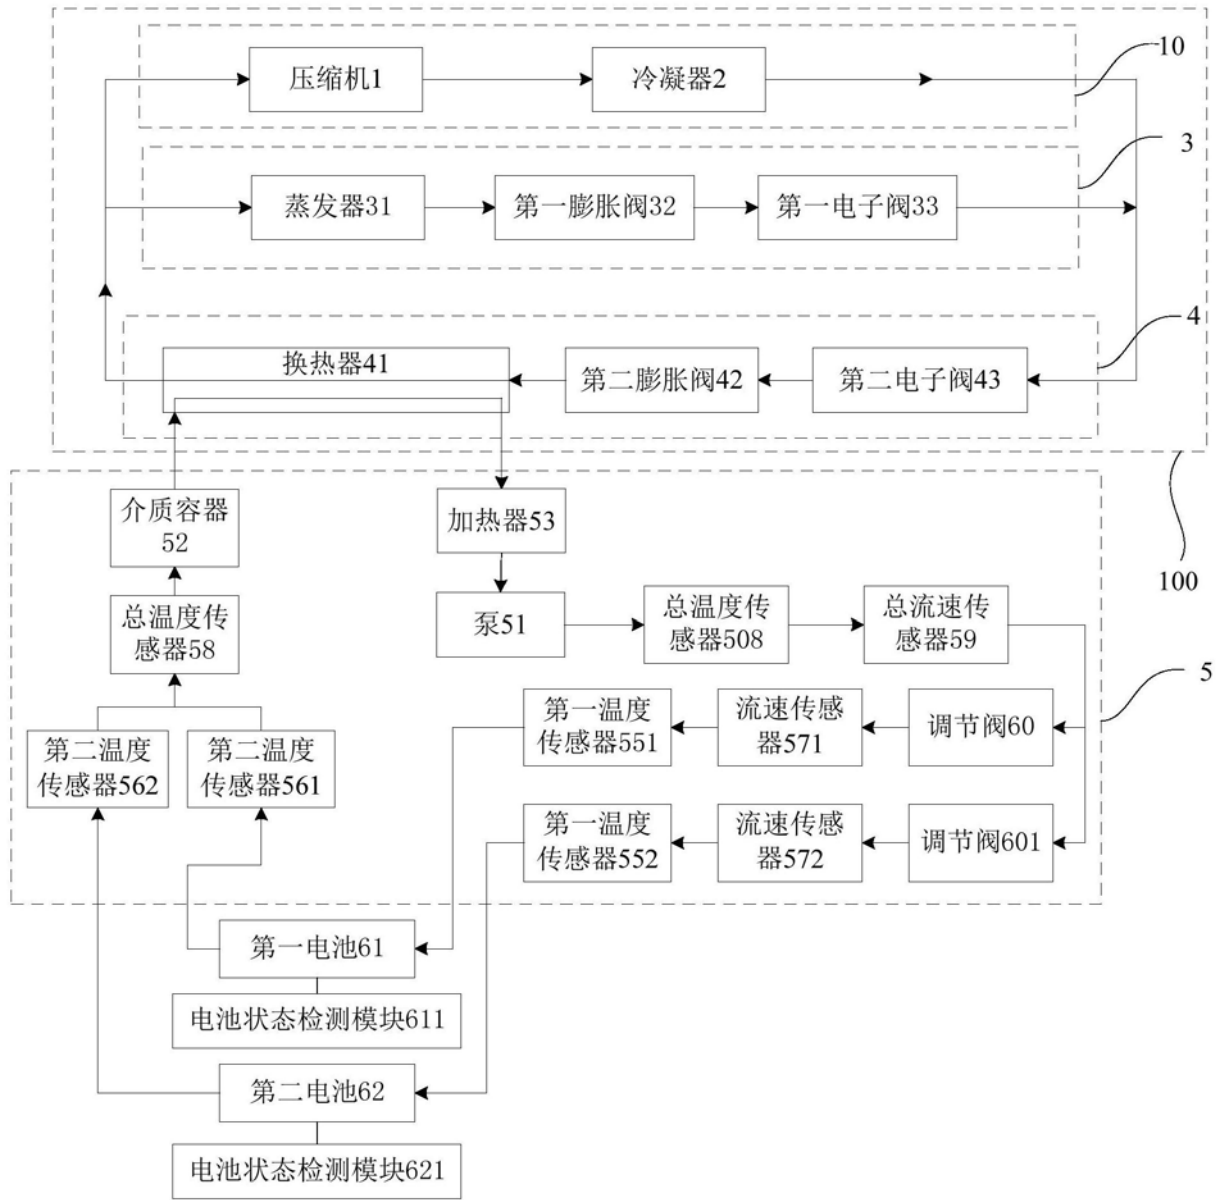 压缩机1
冷凝器2
10
3
蒸发器31
第一膨胀阀32
第一电子阀33
4
换热器41
第二膨胀阀42
第二电子阀43
100
介质容器
52
加热器53
总温度传
感器58
泵51
总温度传
感器508
总流速传
感器59
5
第二温度
传感器562
第二温度
传感器561
第一温度
传感器551
流速传感
器571
调节阀60
第一温度
传感器552
流速传感
器572
调节阀601
第一电池61
电池状态检测模块611
第二电池62
电池状态检测模块621